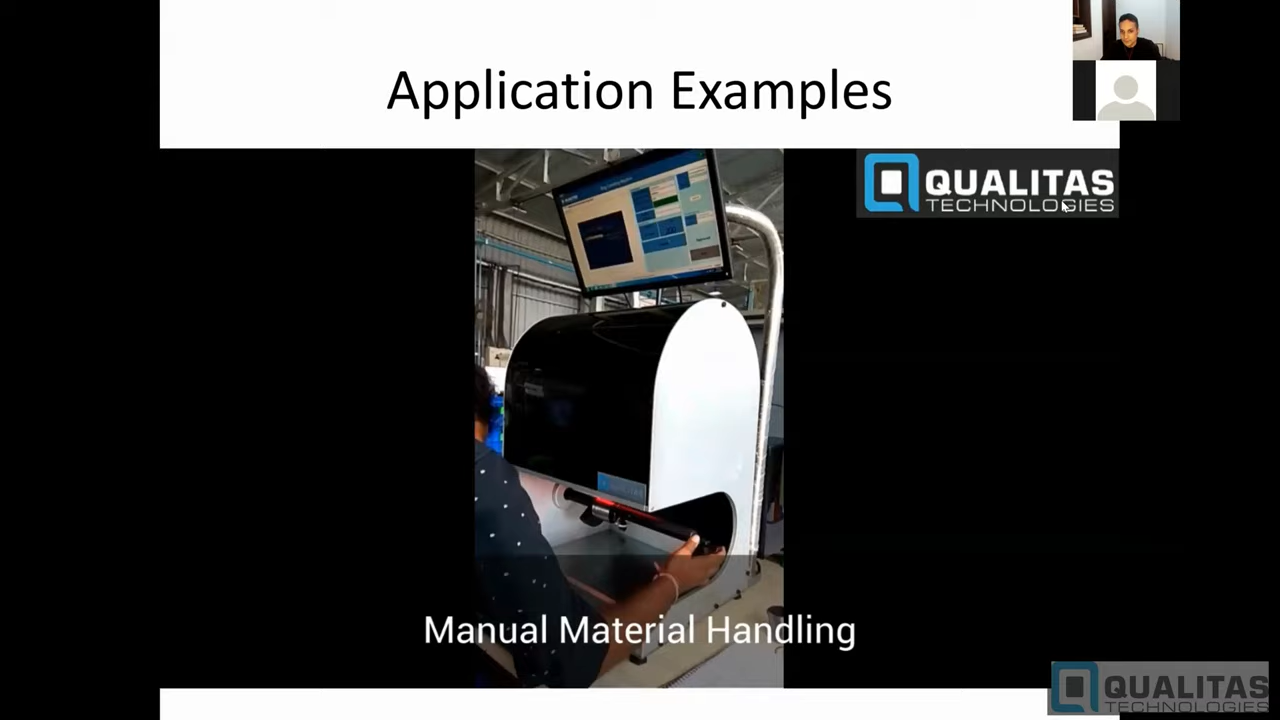 Application Examples
QUALITAS
TECHNOLOGIES
Manual Material Handling
QUALITAS
TECHNOLOGIES